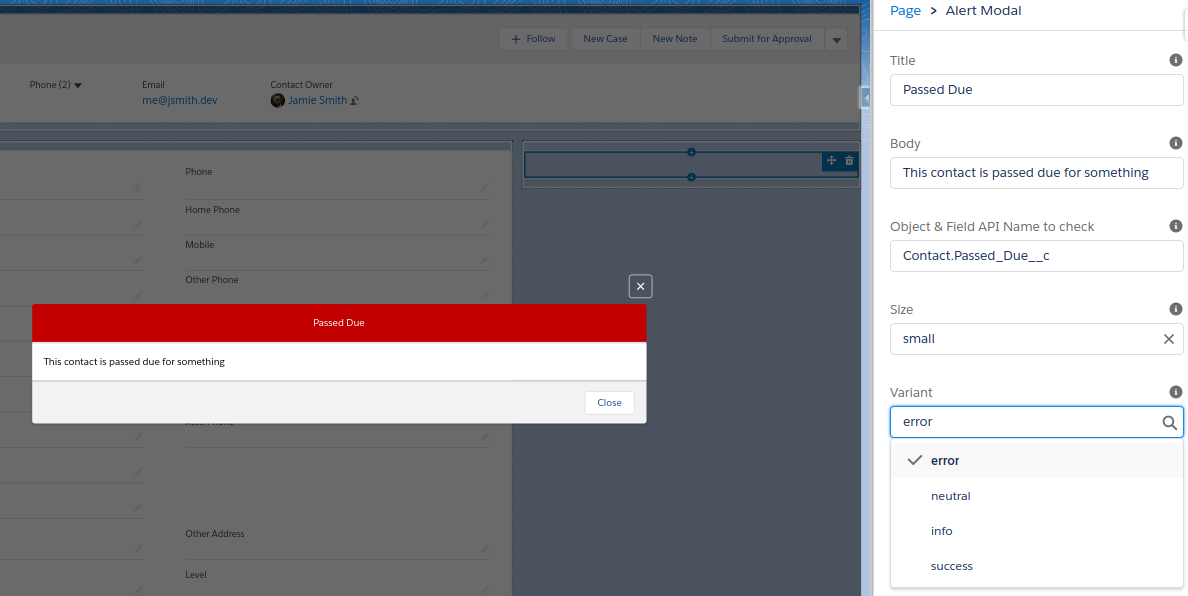 Follow
New Case
New Note
Submit for Approval
Phone (2)
Email
Contact Owner
me@jsmith.dev
Jamie Smith
Phone
Home Phone
Mobile
Other Phone
Passed Due
This contact is passed due for something
Close
Other Address
Level
Page > Alert Modal
Title
Passed Due
Body
This contact is passed due for something
Object & Field API Name to check
Contact.Passed_Due__c
Size
small
Variant
error
error
neutral
info
success